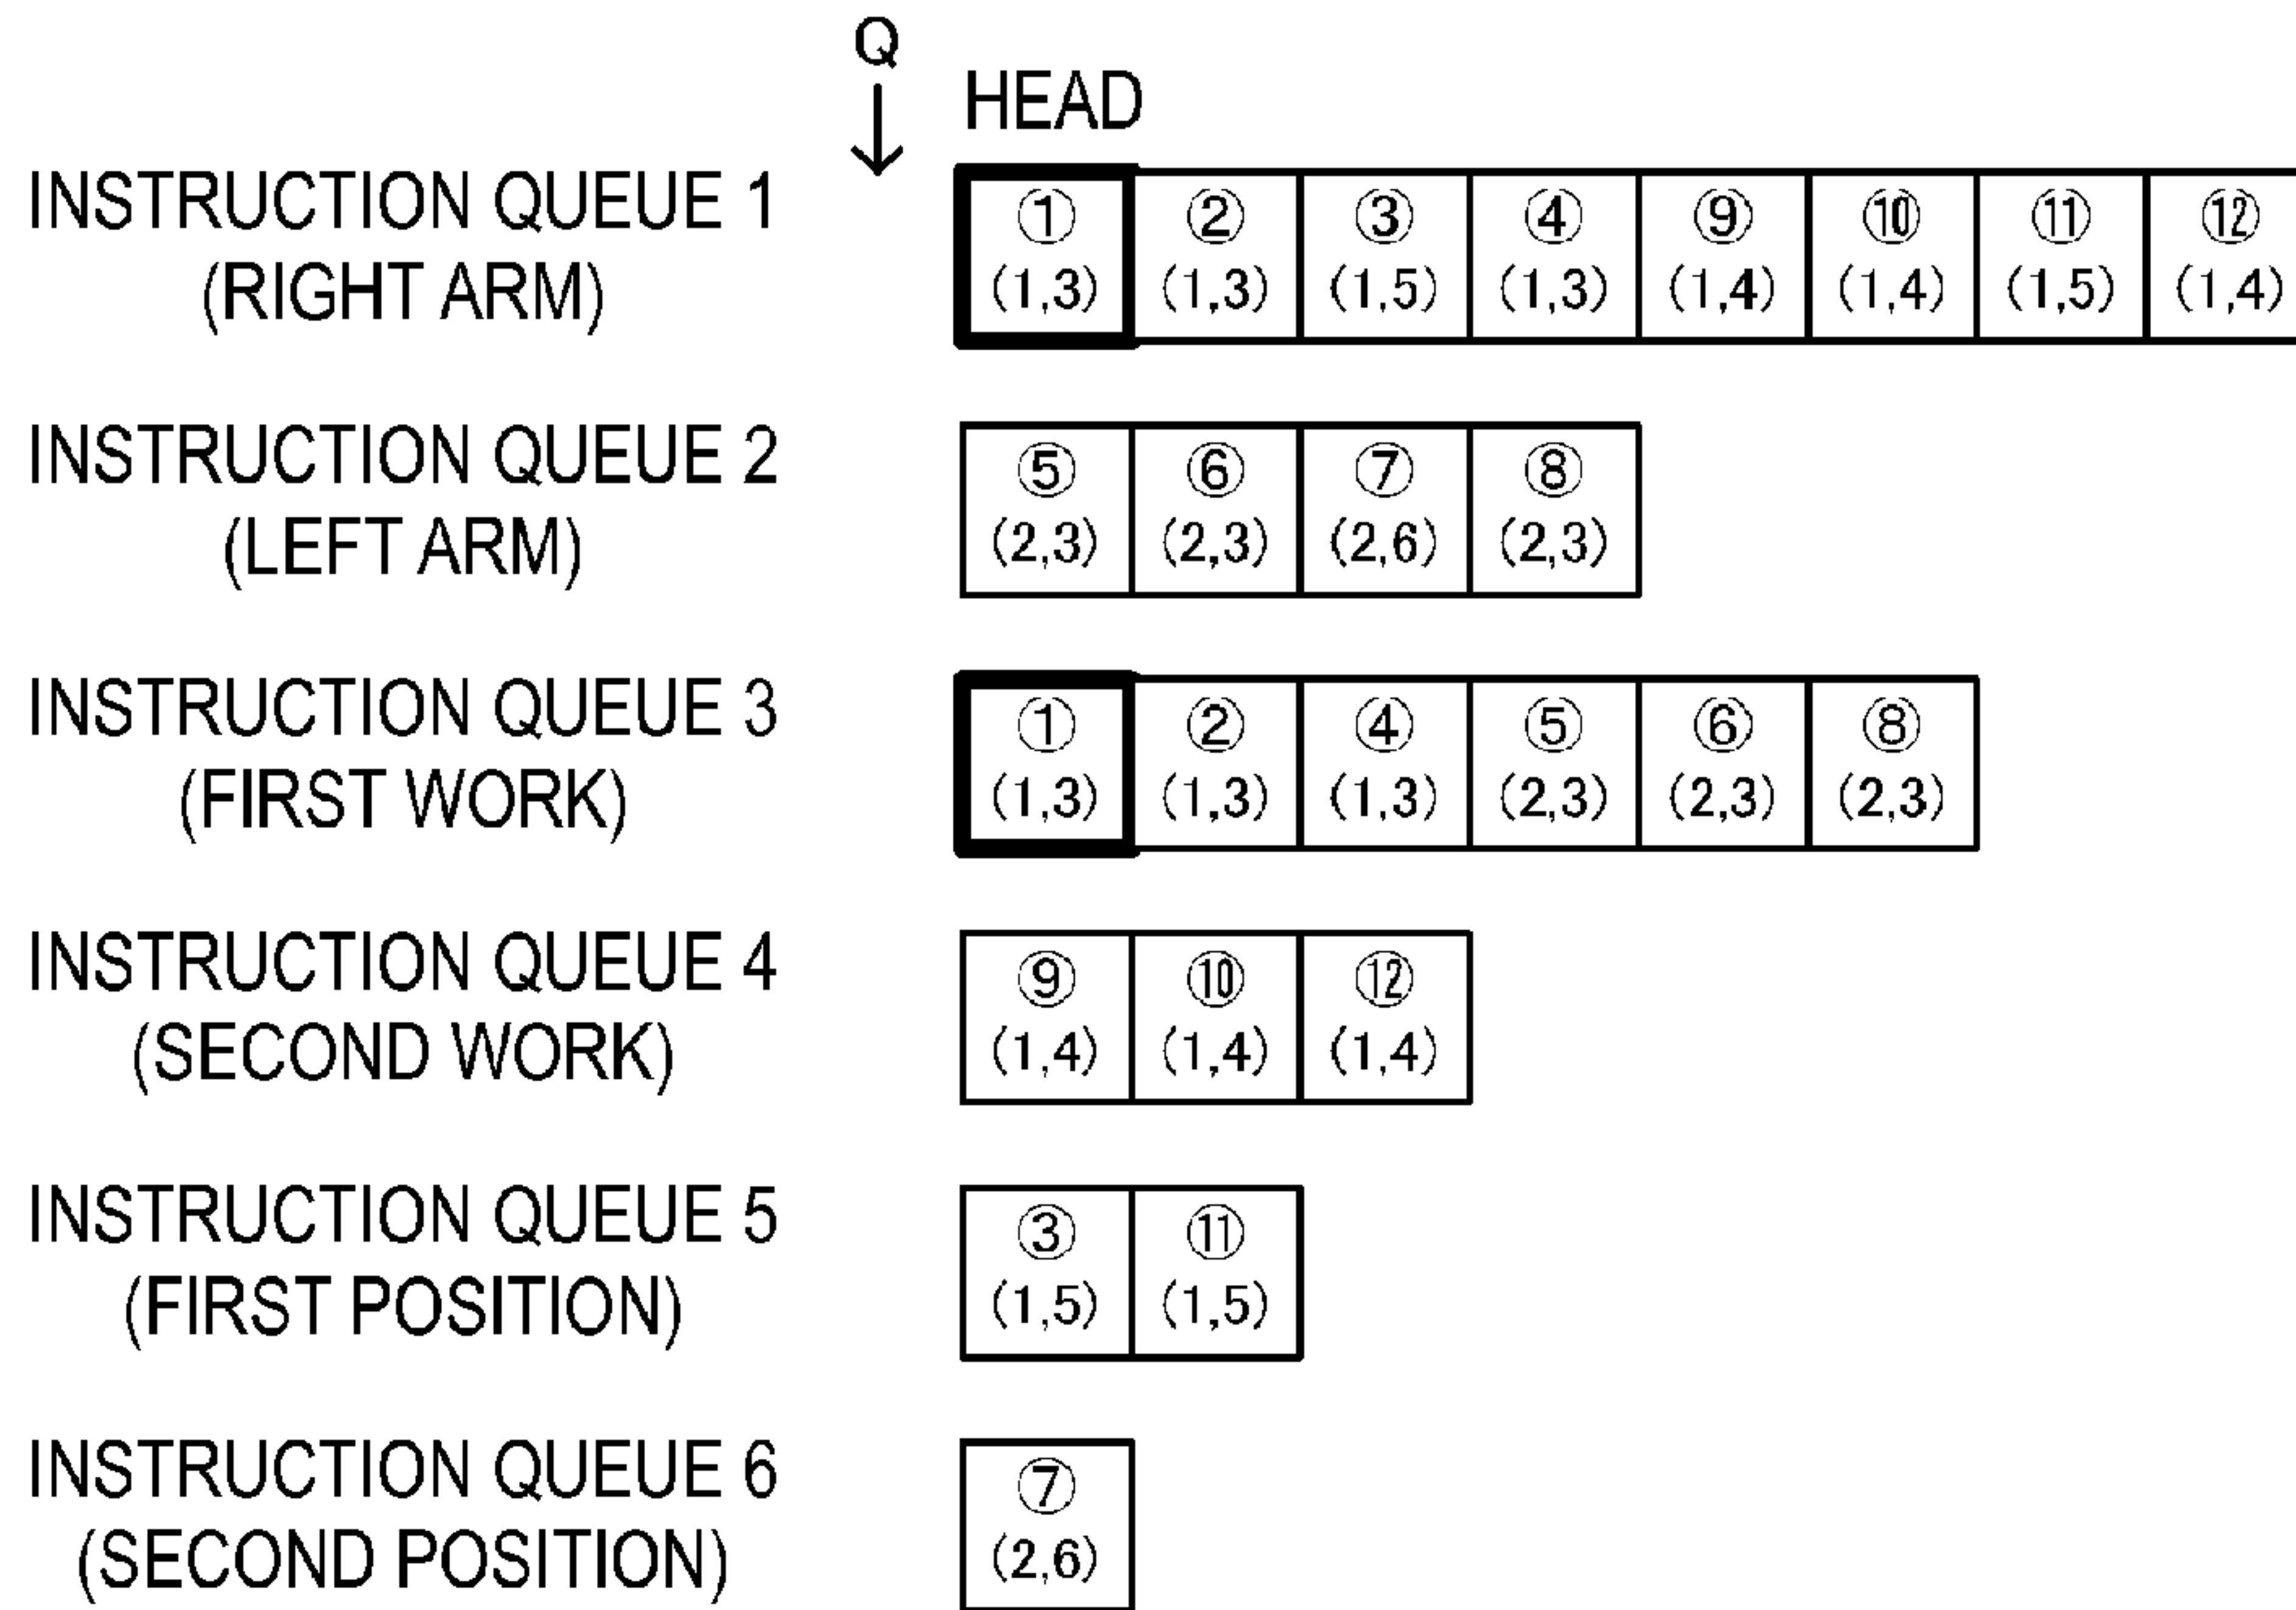 Q
HEAD
INSTRUCTION QUEUE 1
(RIGHT ARM)
① ② ③ ④ ⑨ ⑩ ⑪ ⑫
(1,3) (1,3) (1,5) (1,3) (1,4) (1,4) (1,5) (1,4)
INSTRUCTION QUEUE 2
(LEFT ARM)
⑤ ⑥ ⑦ ⑧
(2,3) (2,3) (2,6) (2,3)
INSTRUCTION QUEUE 3
(FIRST WORK)
① ② ④ ⑤ ⑥ ⑧
(1,3) (1,3) (1,3) (2,3) (2,3) (2,3)
INSTRUCTION QUEUE 4
(SECOND WORK)
⑨ ⑩ ⑫
(1,4) (1,4) (1,4)
INSTRUCTION QUEUE 5
(FIRST POSITION)
③ ⑪
(1,5) (1,5)
INSTRUCTION QUEUE 6
(SECOND POSITION)
⑦
(2,6)